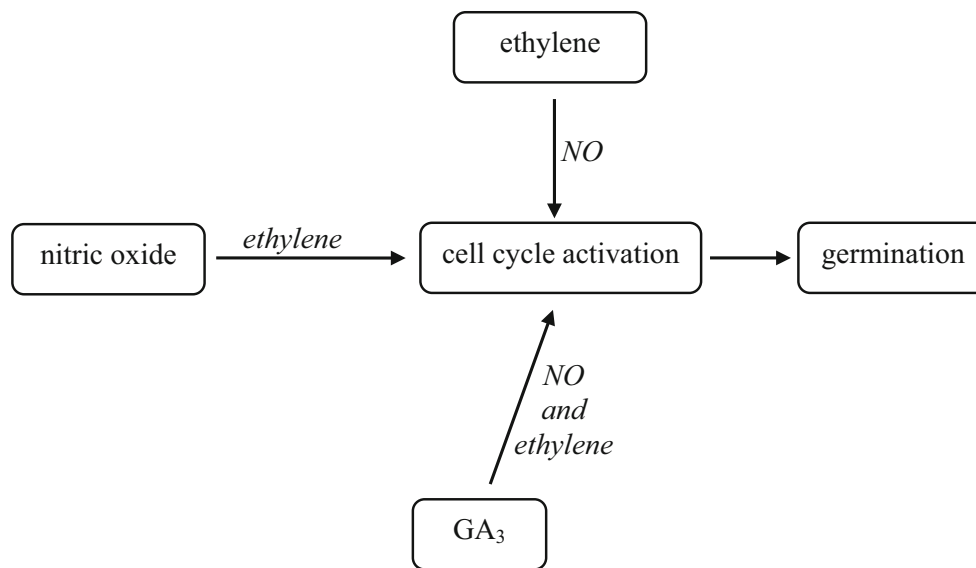 ethylene
NO
nitric oxide
ethylene
cell cycle activation
germination
NO
and
ethylene
GA₃